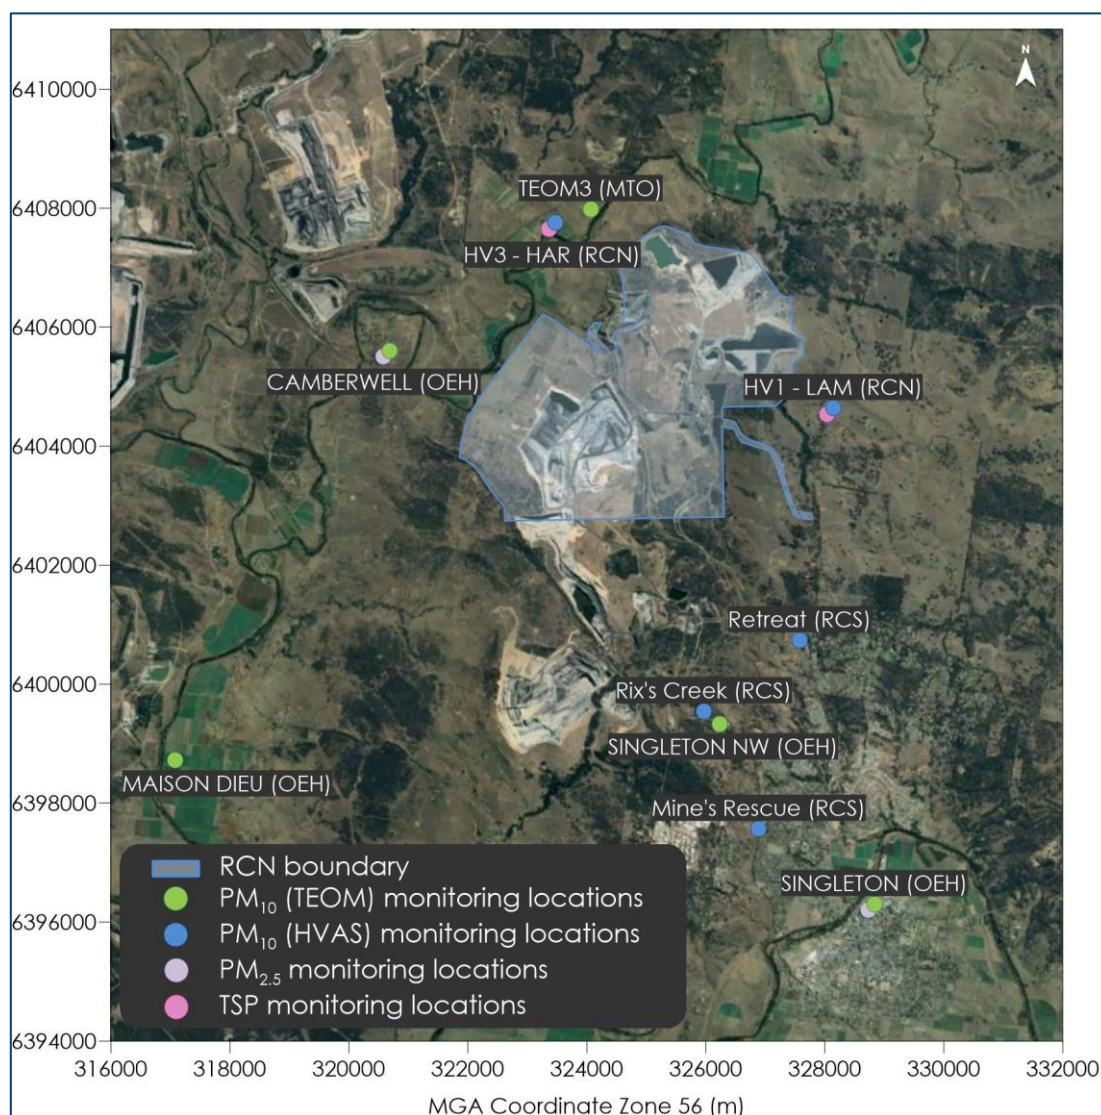 N
6410000
TEOM3 (MTO)
6408000
HV3 - HAR (RCN)
6406000
CAMBERWELL (OEH)
HV1 - LAM (RCN)
6404000
6402000
Retreat (RCS)
6400000
Rix's Creek (RCS)
SINGLETON NW (OEH)
MAISON DIEU (OEH)
6398000
Mine's Rescue (RCS)
SINGLETON (OEH)
6396000
6394000
RCN boundary
PM₁₀ (TEOM) monitoring locations
PM₁₀ (HVAS) monitoring locations
PM₂.₅ monitoring locations
TSP monitoring locations
316000 318000 320000 322000 324000 326000 328000 330000 332000
MGA Coordinate Zone 56 (m)